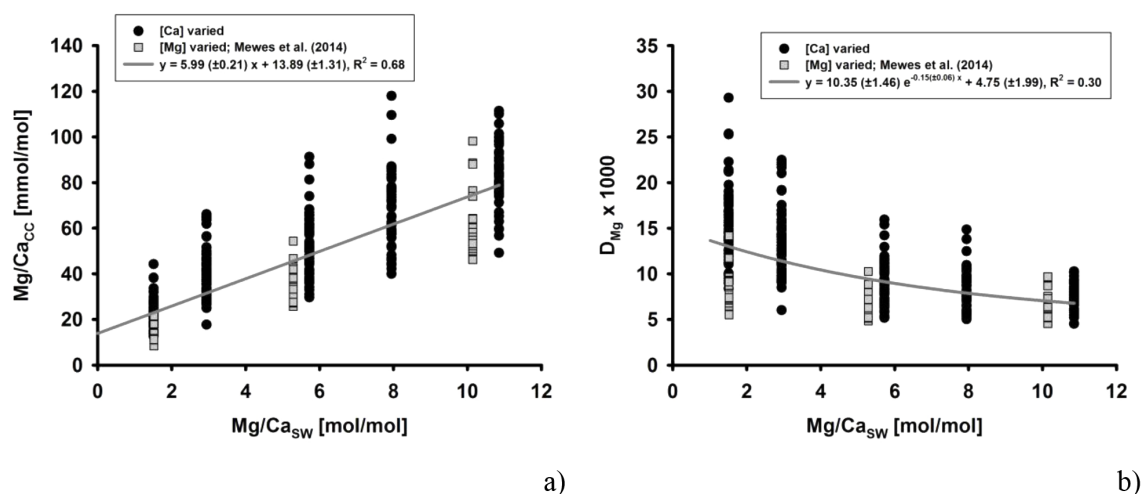 [Ca] varied
[Mg] varied; Mewes et al. (2014)
y = 5.99 (±0.21) x + 13.89 (±1.31), R² = 0.68
140
120
100
80
60
40
20
0
Mg/Ca_CC [mmol/mol]
0 2 4 6 8 10 12
Mg/Ca_SW [mol/mol]
a)
[Ca] varied
[Mg] varied; Mewes et al. (2014)
y = 10.35 (±1.46) e^-0.15(±0.06) x + 4.75 (±1.99), R² = 0.30
35
30
25
20
15
10
5
0
D_Mg x 1000
0 2 4 6 8 10 12
Mg/Ca_SW [mol/mol]
b)